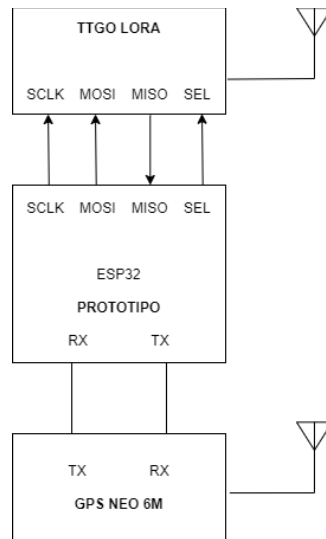 TTGO LORA
SCLK MOSI MISO SEL
SCLK MOSI MISO SEL
ESP32
PROTOTIPO
RX TX
TX RX
GPS NEO 6M